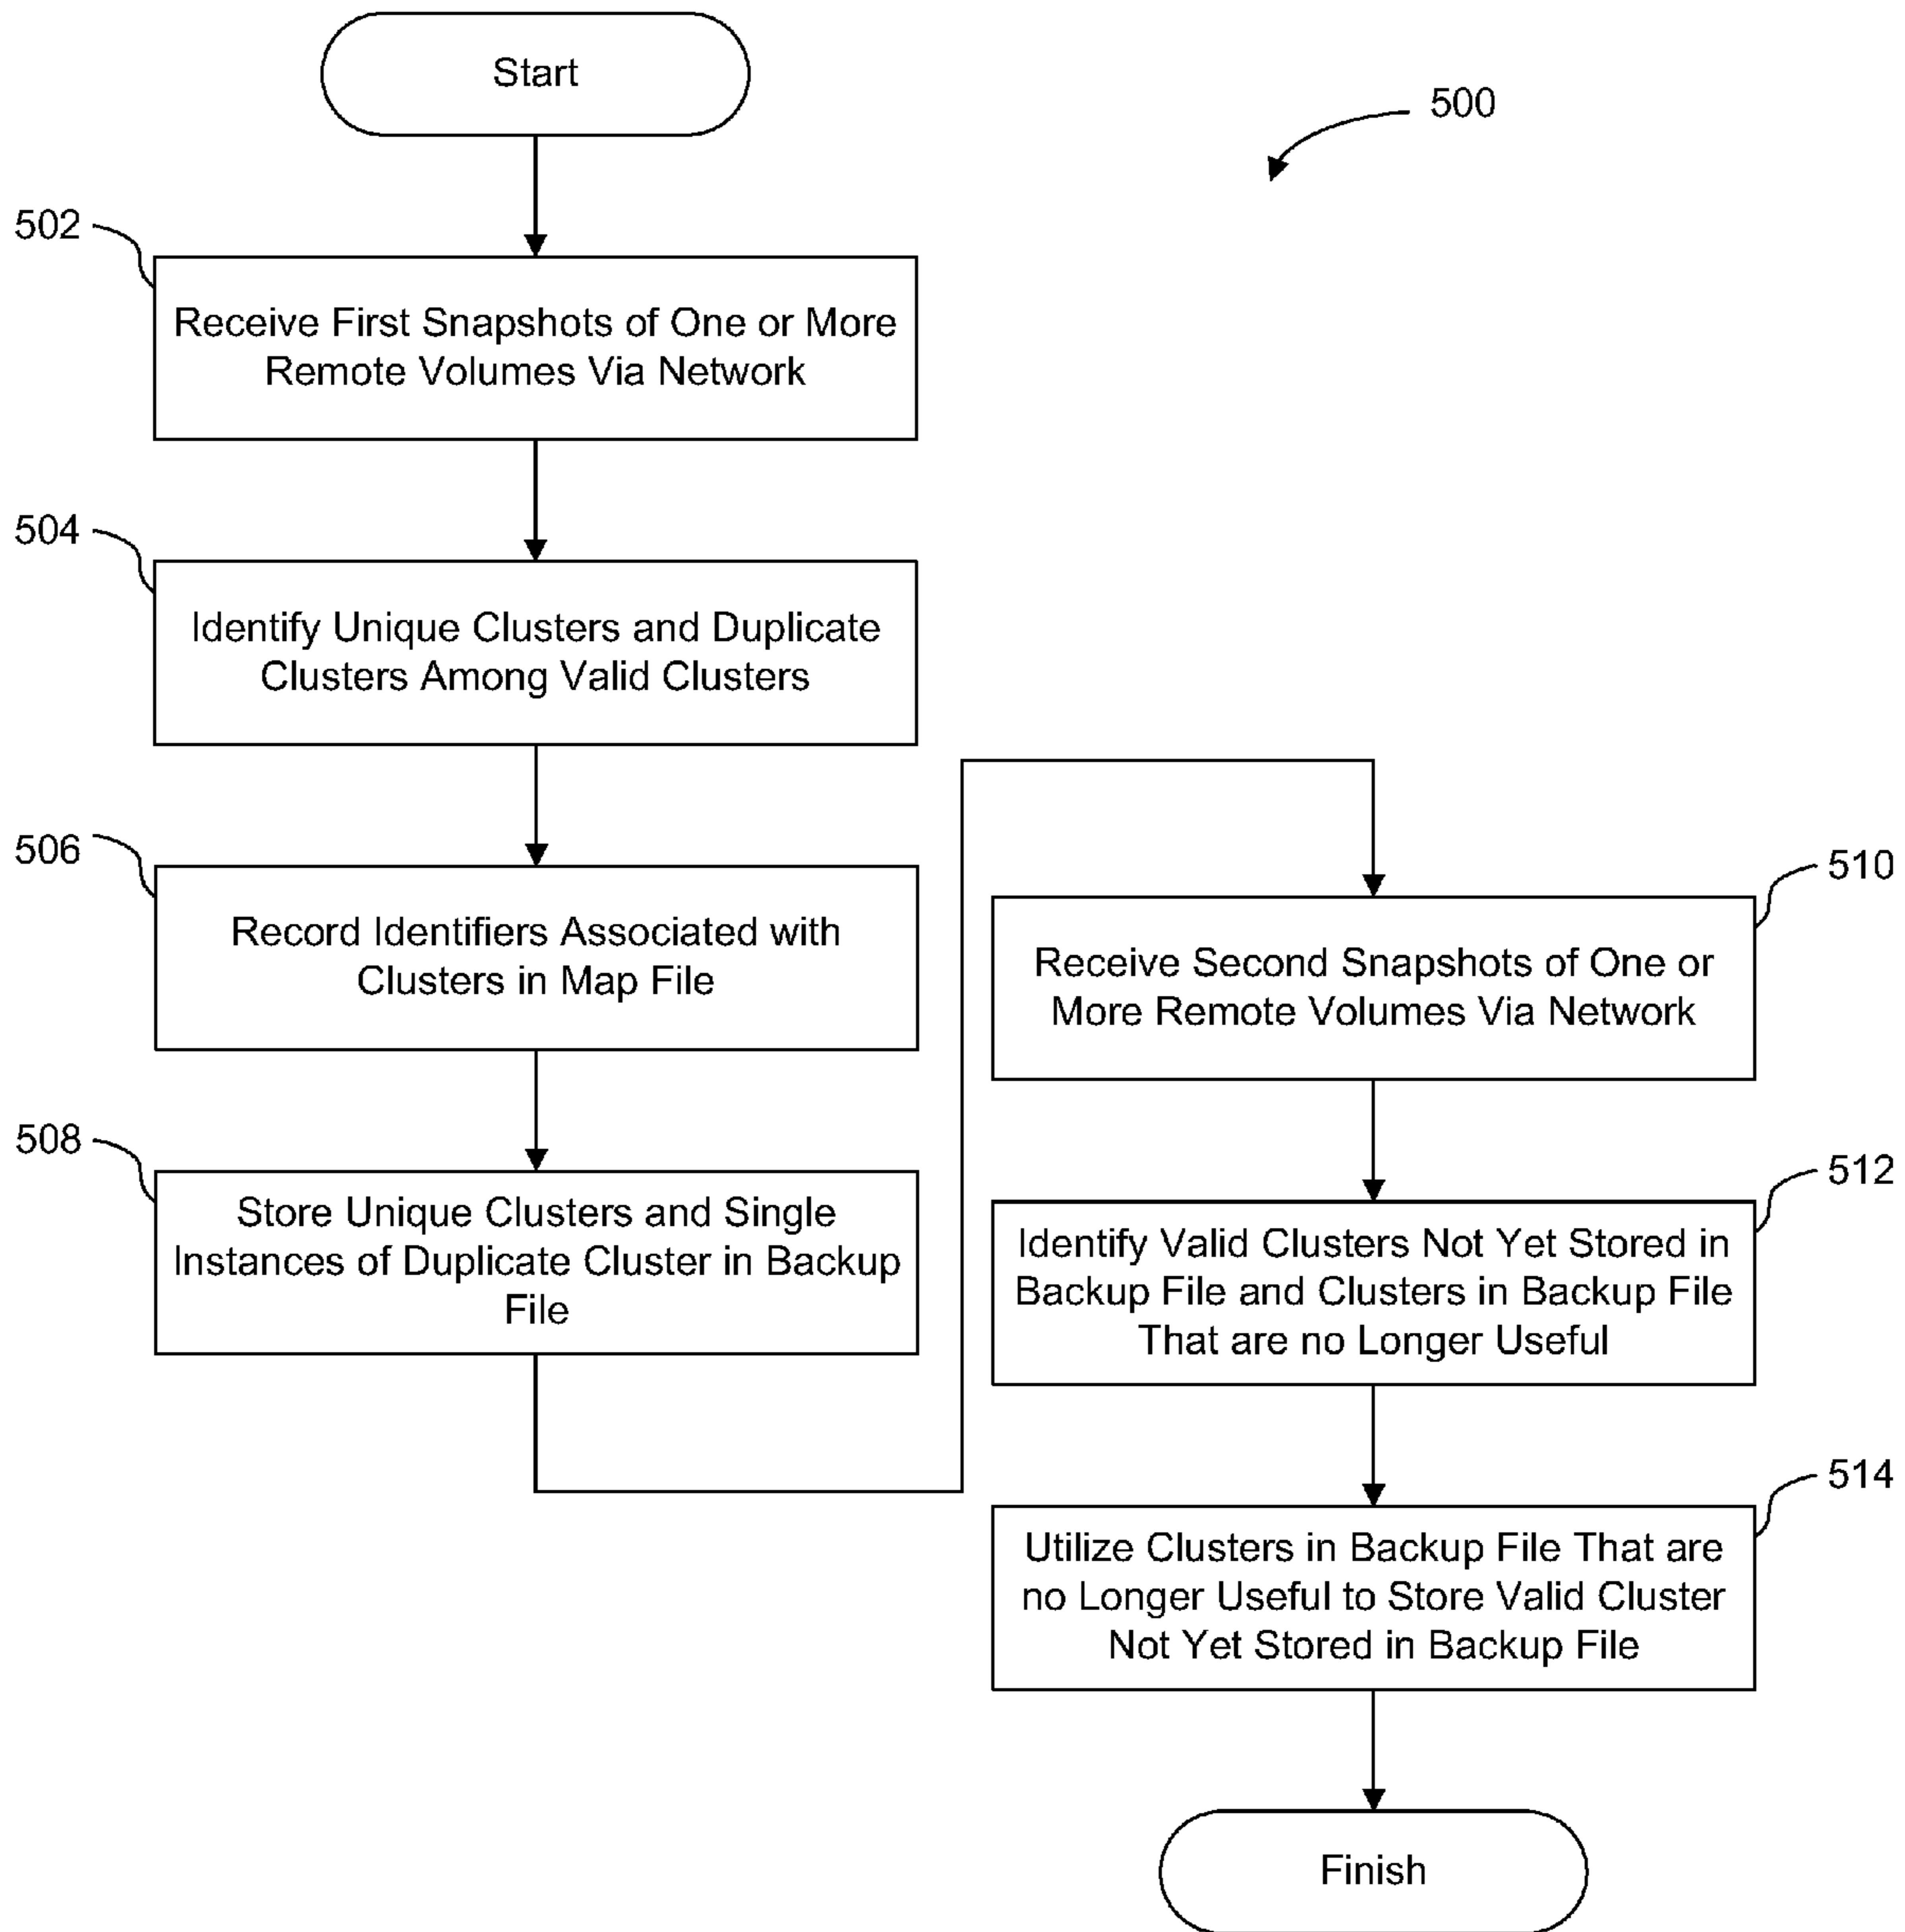 Start
500
502
Receive First Snapshots of One or More
Remote Volumes Via Network
504
Identify Unique Clusters and Duplicate
Clusters Among Valid Clusters
506
Record Identifiers Associated with
Clusters in Map File
508
Store Unique Clusters and Single
Instances of Duplicate Cluster in Backup
File
510
Receive Second Snapshots of One or
More Remote Volumes Via Network
512
Identify Valid Clusters Not Yet Stored in
Backup File and Clusters in Backup File
That are no Longer Useful
514
Utilize Clusters in Backup File That are
no Longer Useful to Store Valid Cluster
Not Yet Stored in Backup File
Finish